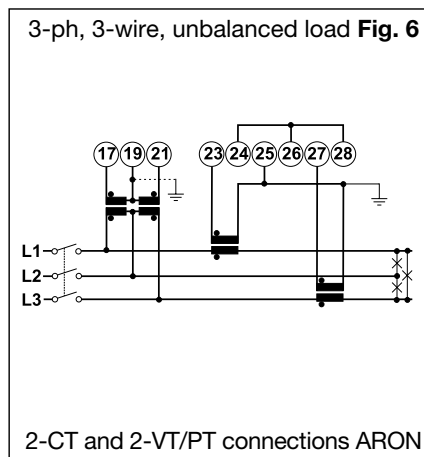 3-ph, 3-wire, unbalanced load Fig. 6
17 19 21 23 24 25 26 27 28
L1
L2
L3
2-CT and 2-VT/PT connections ARON